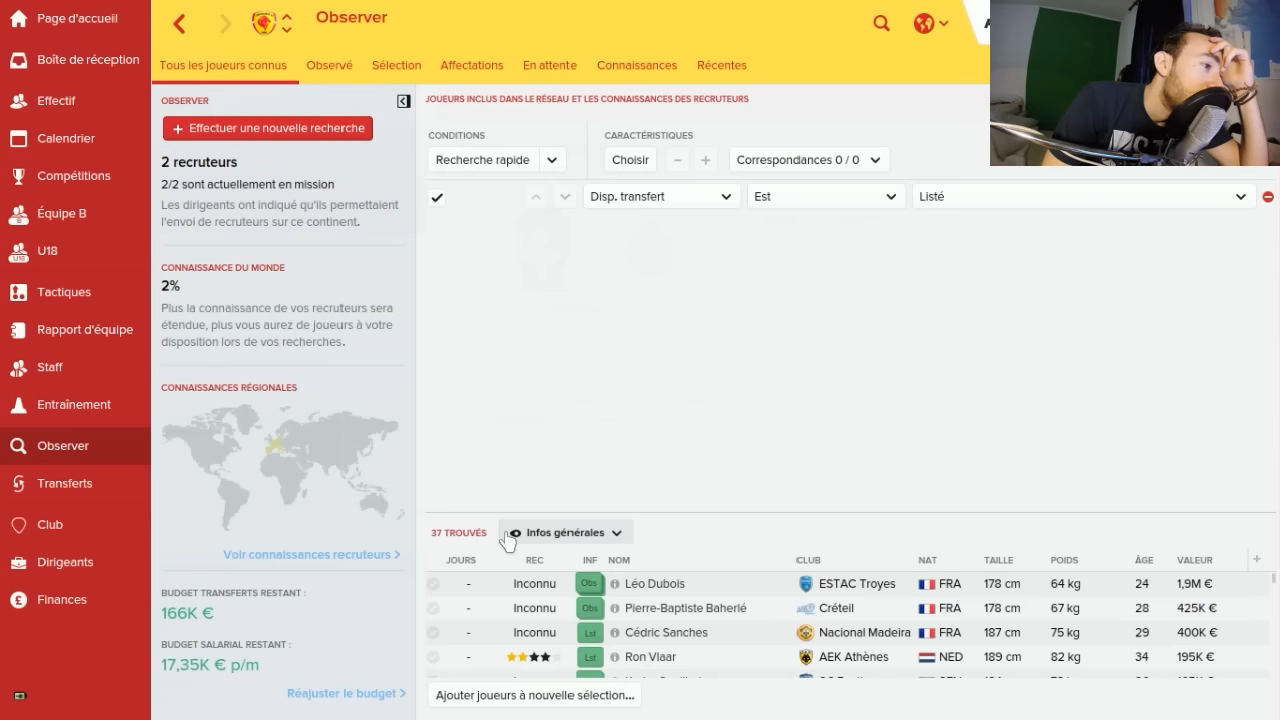 Page d'accueil
Boîte de réception
Effectif
Calendrier
Compétitions
Équipe B
U18
Tactiques
Rapport d'équipe
Staff
Entraînement
Observer
Transferts
Club
Dirigeants
Finances
Observer
Tous les joueurs connus Observé Sélection Affectations En attente Connaissances Récentes
OBSERVER
+ Effectuer une nouvelle recherche
2 recruteurs
2/2 sont actuellement en mission
Les dirigeants ont indiqué qu'ils permettaient
l'envoi de recruteurs sur ce continent.
CONNAISSANCE DU MONDE
2%
Plus la connaissance de vos recruteurs sera
étendue, plus vous aurez de joueurs à votre
disposition lors de vos recherches.
CONNAISSANCES RÉGIONALES
Voir connaissances recruteurs >
BUDGET TRANSFERTS RESTANT :
166K €
BUDGET SALARIAL RESTANT :
17,35K € p/m
Réajuster le budget >
JOUEURS INCLUS DANS LE RÉSEAU ET LES CONNAISSANCES DES RECRUTEURS
CONDITIONS CARACTÉRISTIQUES
Recherche rapide Choisir − + Correspondances 0 / 0
Disp. transfert Est Listé
37 TROUVÉS Infos générales
JOURS REC INF NOM CLUB NAT TAILLE POIDS ÂGE VALEUR +
- Inconnu Obs Léo Dubois ESTAC Troyes FRA 178 cm 64 kg 24 1,9M €
- Inconnu Obs Pierre-Baptiste Baherlé Créteil FRA 178 cm 67 kg 28 425K €
- Inconnu Lst Cédric Sanches Nacional Madeira FRA 187 cm 75 kg 29 400K €
- Lst Ron Vlaar AEK Athènes NED 189 cm 82 kg 34 195K €
Ajouter joueurs à nouvelle sélection...